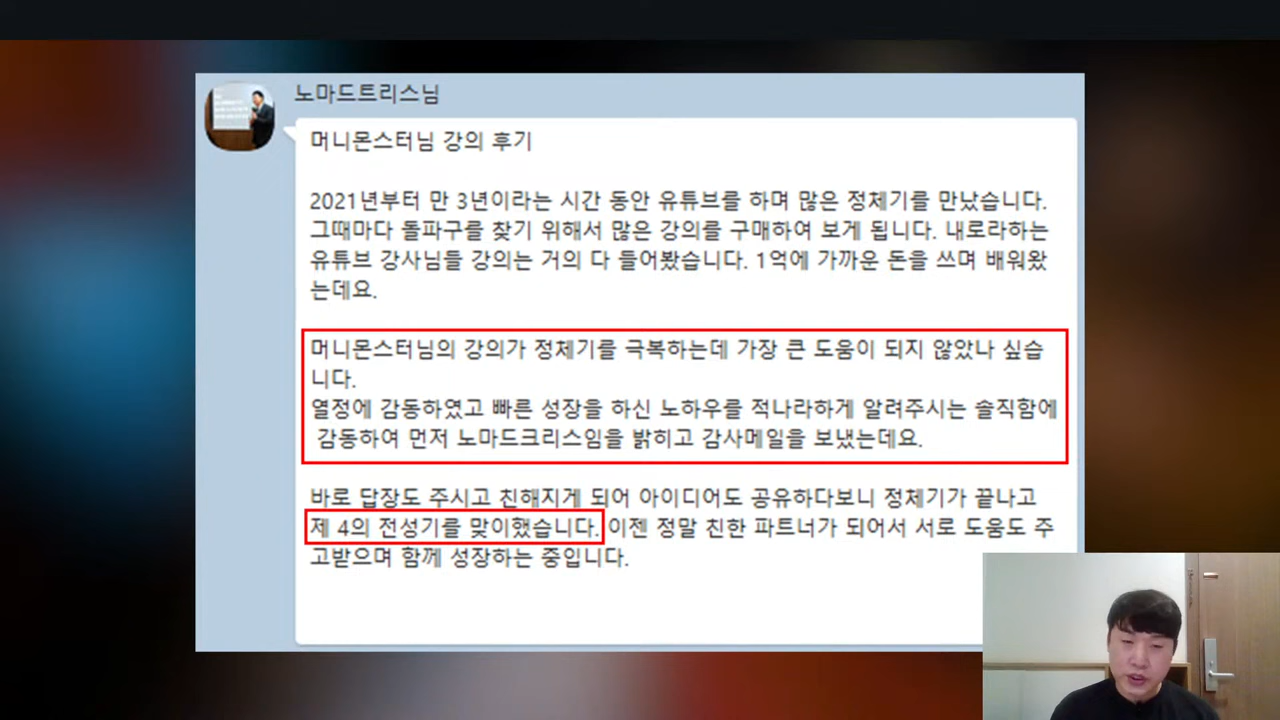 노마드트리스님
머니몬스터님 강의 후기
2021년부터 만 3년이라는 시간 동안 유튜브를 하며 많은 정체기를 만났습니다.
그때마다 돌파구를 찾기 위해서 많은 강의를 구매하여 보게 됩니다. 내로라하는
유튜브 강사님들 강의는 거의 다 들어봤습니다. 1억에 가까운 돈을 쓰며 배워왔
는데요.
머니몬스터님의 강의가 정체기를 극복하는데 가장 큰 도움이 되지 않았나 싶습
니다.
열정에 감동하였고 빠른 성장을 하신 노하우를 적나라하게 알려주시는 솔직함에
감동하여 먼저 노마드크리스임을 밝히고 감사메일을 보냈는데요.
바로 답장도 주시고 친해지게 되어 아이디어도 공유하다보니 정체기가 끝나고
제 4의 전성기를 맞이했습니다. 이젠 정말 친한 파트너가 되어서 서로 도움도 주
고받으며 함께 성장하는 중입니다.